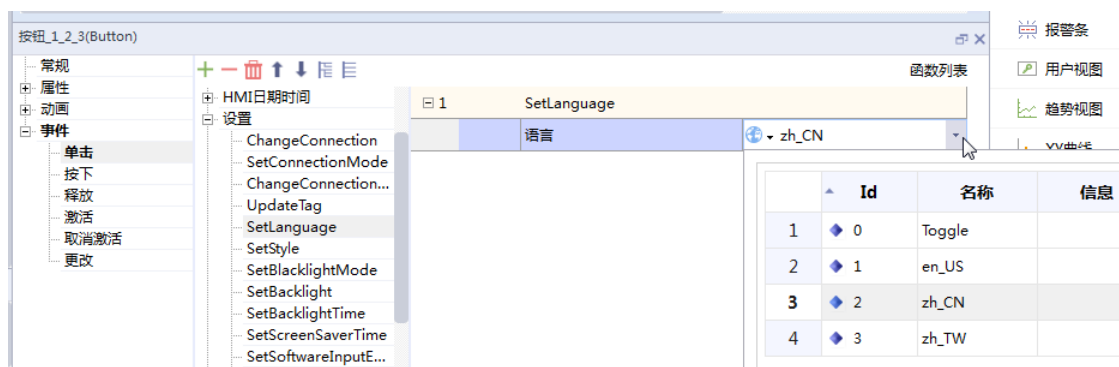 按钮_1_2_3(Button)
常规
属性
动画
事件
单击
按下
释放
激活
取消激活
更改
函数列表
HMI日期时间
设置
ChangeConnection
SetConnectionMode
ChangeConnection...
UpdateTag
SetLanguage
SetStyle
SetBlacklightMode
SetBacklight
SetBacklightTime
SetScreenSaverTime
SetSoftwareInputE...
1 SetLanguage
语言 zh_CN
Id 名称 信息
1 0 Toggle
2 1 en_US
3 2 zh_CN
4 3 zh_TW
报警条
用户视图
趋势视图